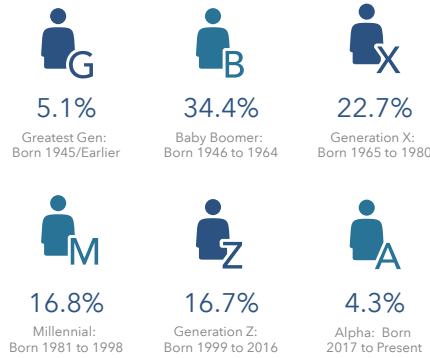 G
B
X
5.1%
34.4%
22.7%
Greatest Gen:
Born 1945/Earlier
Baby Boomer:
Born 1946 to 1964
Generation X:
Born 1965 to 1980
M
Z
A
16.8%
16.7%
4.3%
Millennial:
Born 1981 to 1998
Generation Z:
Born 1999 to 2016
Alpha: Born
2017 to Present